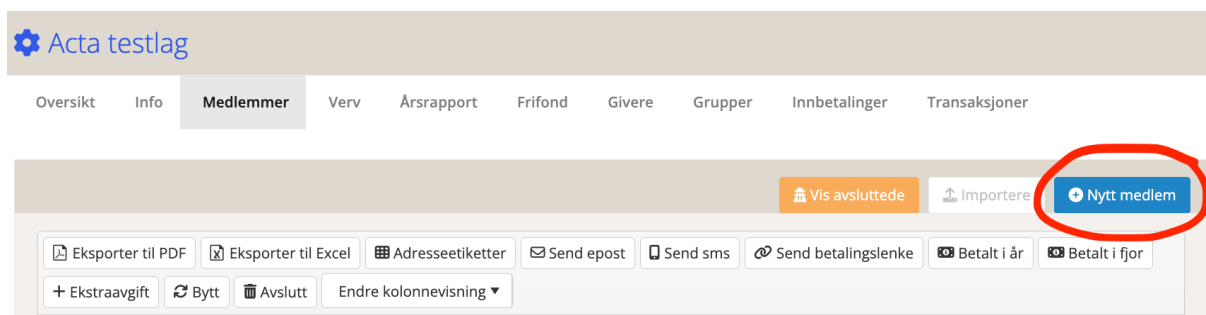 Acta testlag
Oversikt Info Medlemmer Verv Årsrapport Frifond Givere Grupper Innbetalinger Transaksjoner
Vis avsluttede Importere Nytt medlem
Eksporter til PDF Eksporter til Excel Adresseetiketter Send epost Send sms Send betalingslenke Betalt i år Betalt i fjor
+ Ekstraavgift Bytt Avslutt Endre kolonnevisning ▼